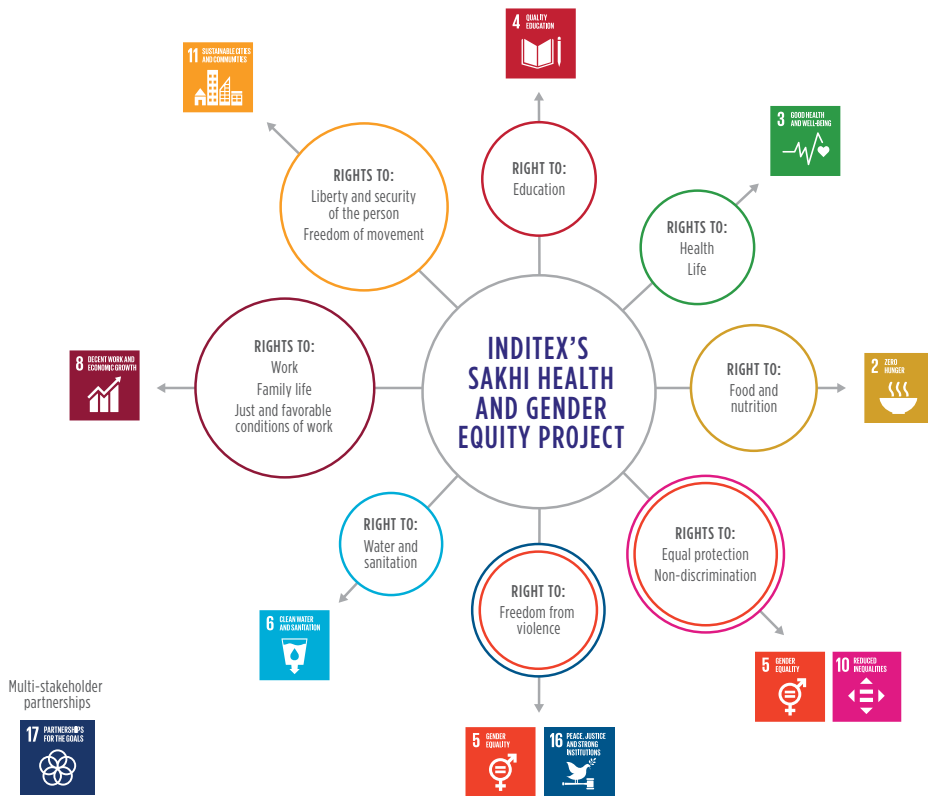 4 QUALITY
EDUCATION
11 SUSTAINABLE CITIES
AND COMMUNITIES
3 GOOD HEALTH
AND WELL-BEING
RIGHTS TO:
Liberty and security
of the person
Freedom of movement
RIGHT TO:
Education
RIGHTS TO:
Health
Life
INDITEX'S
SAKHI HEALTH
AND GENDER
EQUITY PROJECT
8 DECENT WORK AND
ECONOMIC GROWTH
RIGHTS TO:
Work
Family life
Just and favorable
conditions of work
RIGHT TO:
Food and
nutrition
2 ZERO
HUNGER
RIGHT TO:
Water and
sanitation
RIGHT TO:
Freedom from
violence
RIGHTS TO:
Equal protection
Non-discrimination
6 CLEAN WATER
AND SANITATION
5 GENDER
EQUALITY
10 REDUCED
INEQUALITIES
Multi-stakeholder
partnerships
17 PARTNERSHIPS
FOR THE GOALS
5 GENDER
EQUALITY
16 PEACE, JUSTICE
AND STRONG
INSTITUTIONS